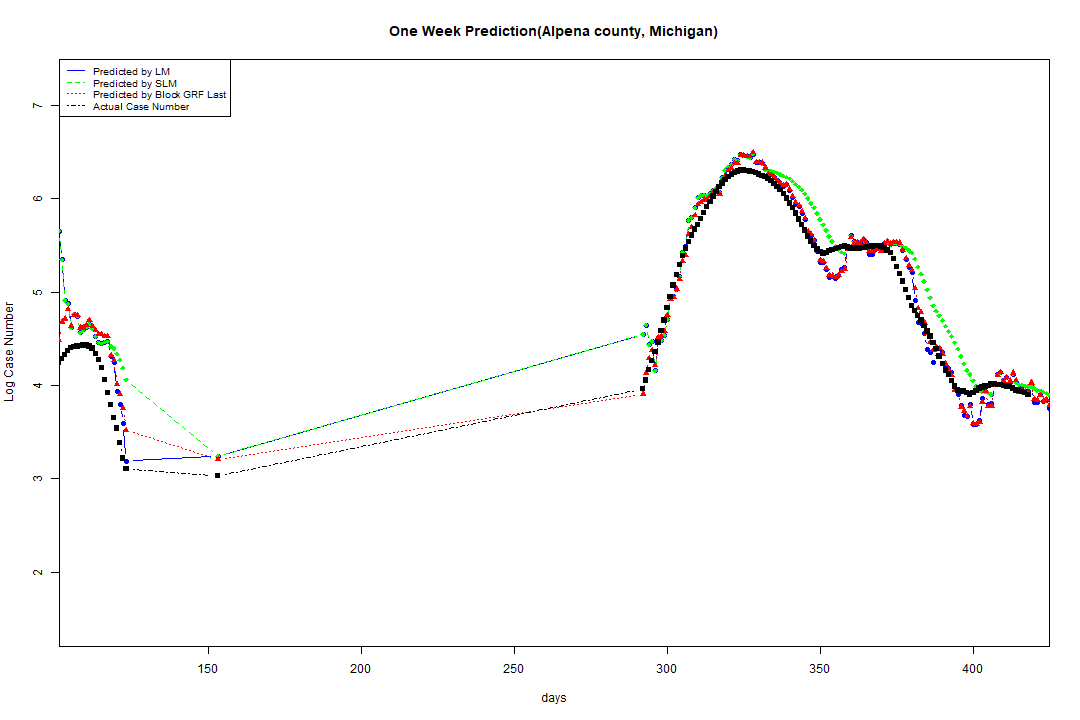 One Week Prediction(Alpena county, Michigan)
Predicted by LM
Predicted by SLM
Predicted by Block GRF Last
Actual Case Number
7
6
5
4
3
2
Log Case Number
150 200 250 300 350 400
days